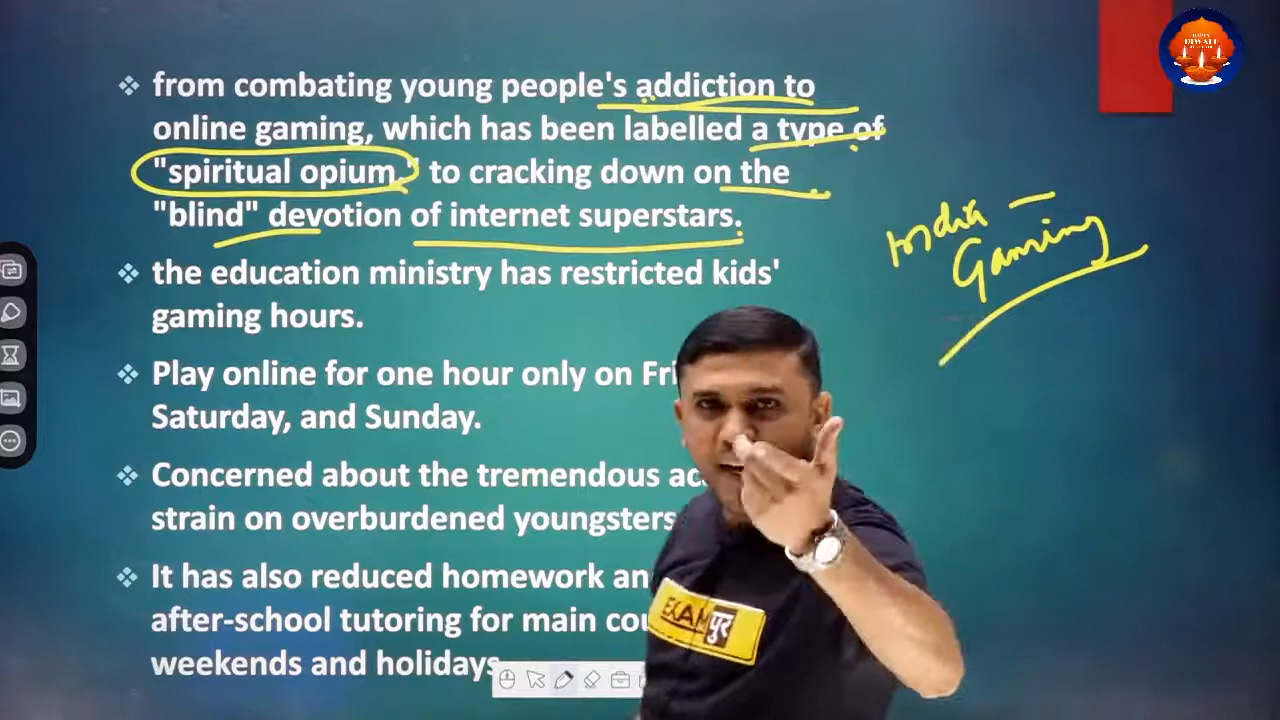 ❖ from combating young people's addiction to
online gaming, which has been labelled a type of
"spiritual opium," to cracking down on the
"blind" devotion of internet superstars.
❖ the education ministry has restricted kids'
gaming hours.
❖ Play online for one hour only on Fri
Saturday, and Sunday.
❖ Concerned about the tremendous ac
strain on overburdened youngsters
❖ It has also reduced homework an
after-school tutoring for main cou
weekends and holidays
India –
Gaming
HAPPY
DIWALI
EXAMपुर